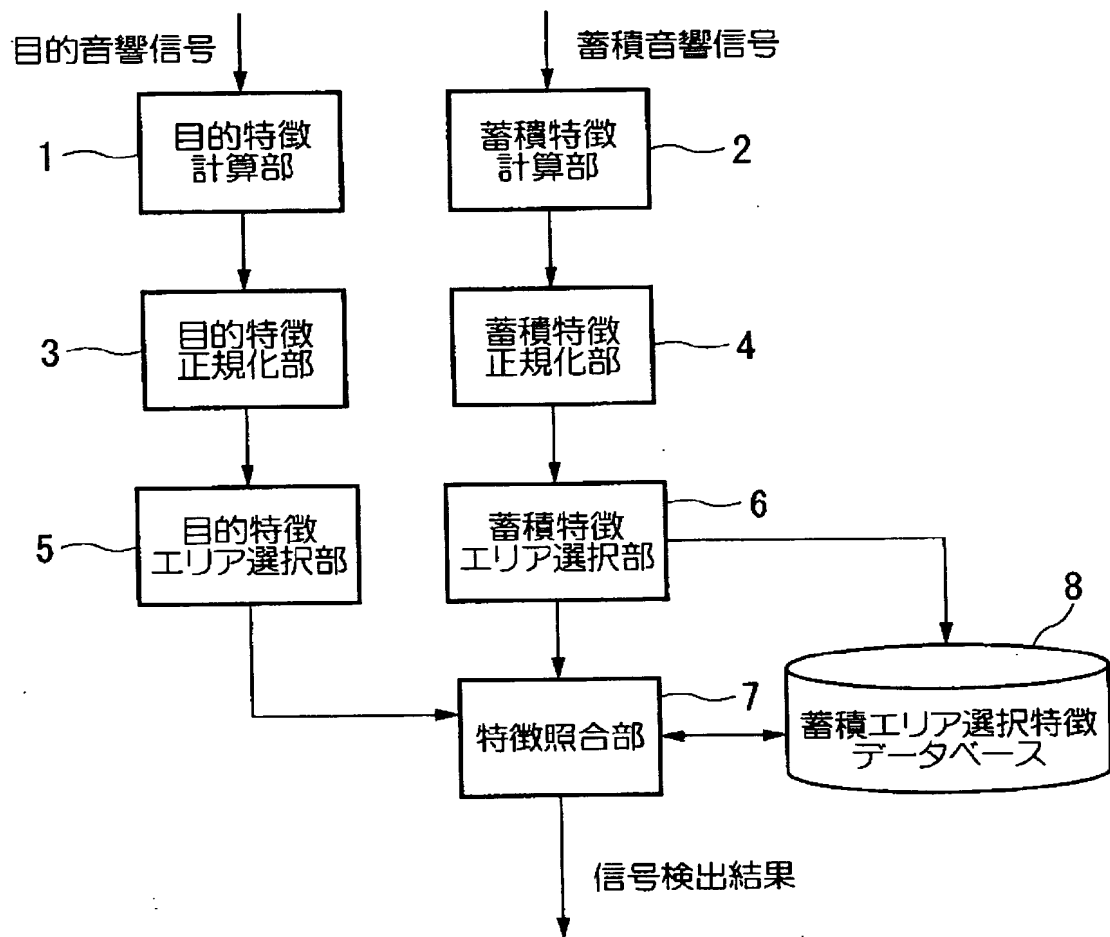 目的音響信号
蓄積音響信号
1
目的特徴
計算部
蓄積特徴
計算部
2
3
目的特徴
正規化部
蓄積特徴
正規化部
4
5
目的特徴
エリア選択部
蓄積特徴
エリア選択部
6
7
特徴照合部
8
蓄積エリア選択特徴
データベース
信号検出結果